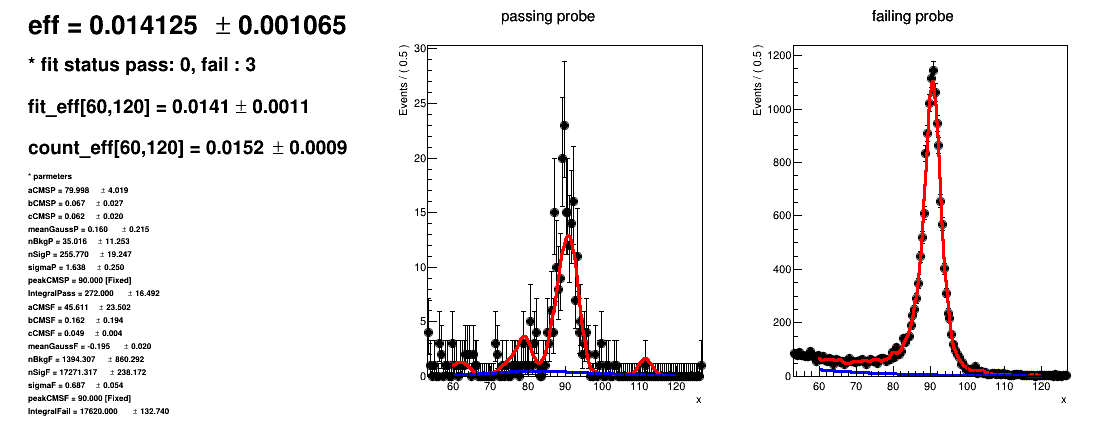 eff = 0.014125 ± 0.001065
* fit status pass: 0, fail : 3
fit_eff[60,120] = 0.0141 ± 0.0011
count_eff[60,120] = 0.0152 ± 0.0009
* parmeters
aCMSP = 79.998 ± 4.019
bCMSP = 0.067 ± 0.027
cCMSP = 0.062 ± 0.020
meanGaussP = 0.160 ± 0.215
nBkgP = 35.016 ± 11.253
nSigP = 255.770 ± 19.247
sigmaP = 1.638 ± 0.250
peakCMSP = 90.000 [Fixed]
IntegralPass = 272.000 ± 16.492
aCMSF = 45.611 ± 23.502
bCMSF = 0.162 ± 0.194
cCMSF = 0.049 ± 0.004
meanGaussF = -0.195 ± 0.020
nBkgF = 1394.307 ± 860.292
nSigF = 17271.317 ± 238.172
sigmaF = 0.687 ± 0.054
peakCMSF = 90.000 [Fixed]
IntegralFail = 17620.000 ± 132.740
passing probe
Events / ( 0.5 )
30
25
20
15
10
5
0
60 70 80 90 100 110 120
x
failing probe
Events / ( 0.5 )
1200
1000
800
600
400
200
0
60 70 80 90 100 110 120
x